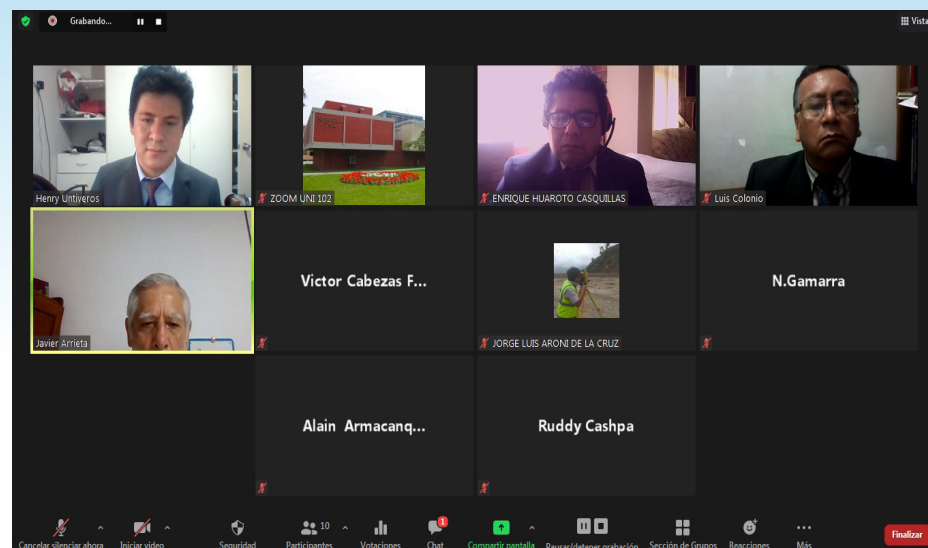 Grabando...
Vista
Henry Untiveros
ZOOM UNI 102
ENRIQUE HUAROTO CASQUILLAS
Luis Colonio
Javier Arrieta
Victor Cabezas F...
JORGE LUIS ARONI DE LA CRUZ
N.Gamarra
Alain Armacanq...
Ruddy Cashpa
10
1
Cancelar silenciar ahora
Iniciar video
Seguridad
Participantes
Votaciones
Chat
Compartir pantalla
Pausar/detener grabación
Sección de Grupos
Reacciones
Más
Finalizar